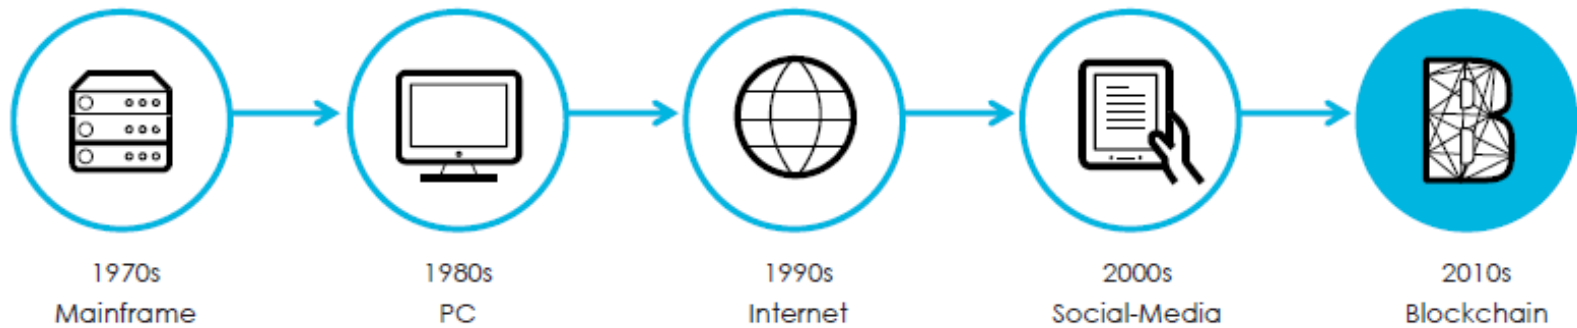 1970s
Mainframe
1980s
PC
1990s
Internet
2000s
Social-Media
2010s
Blockchain